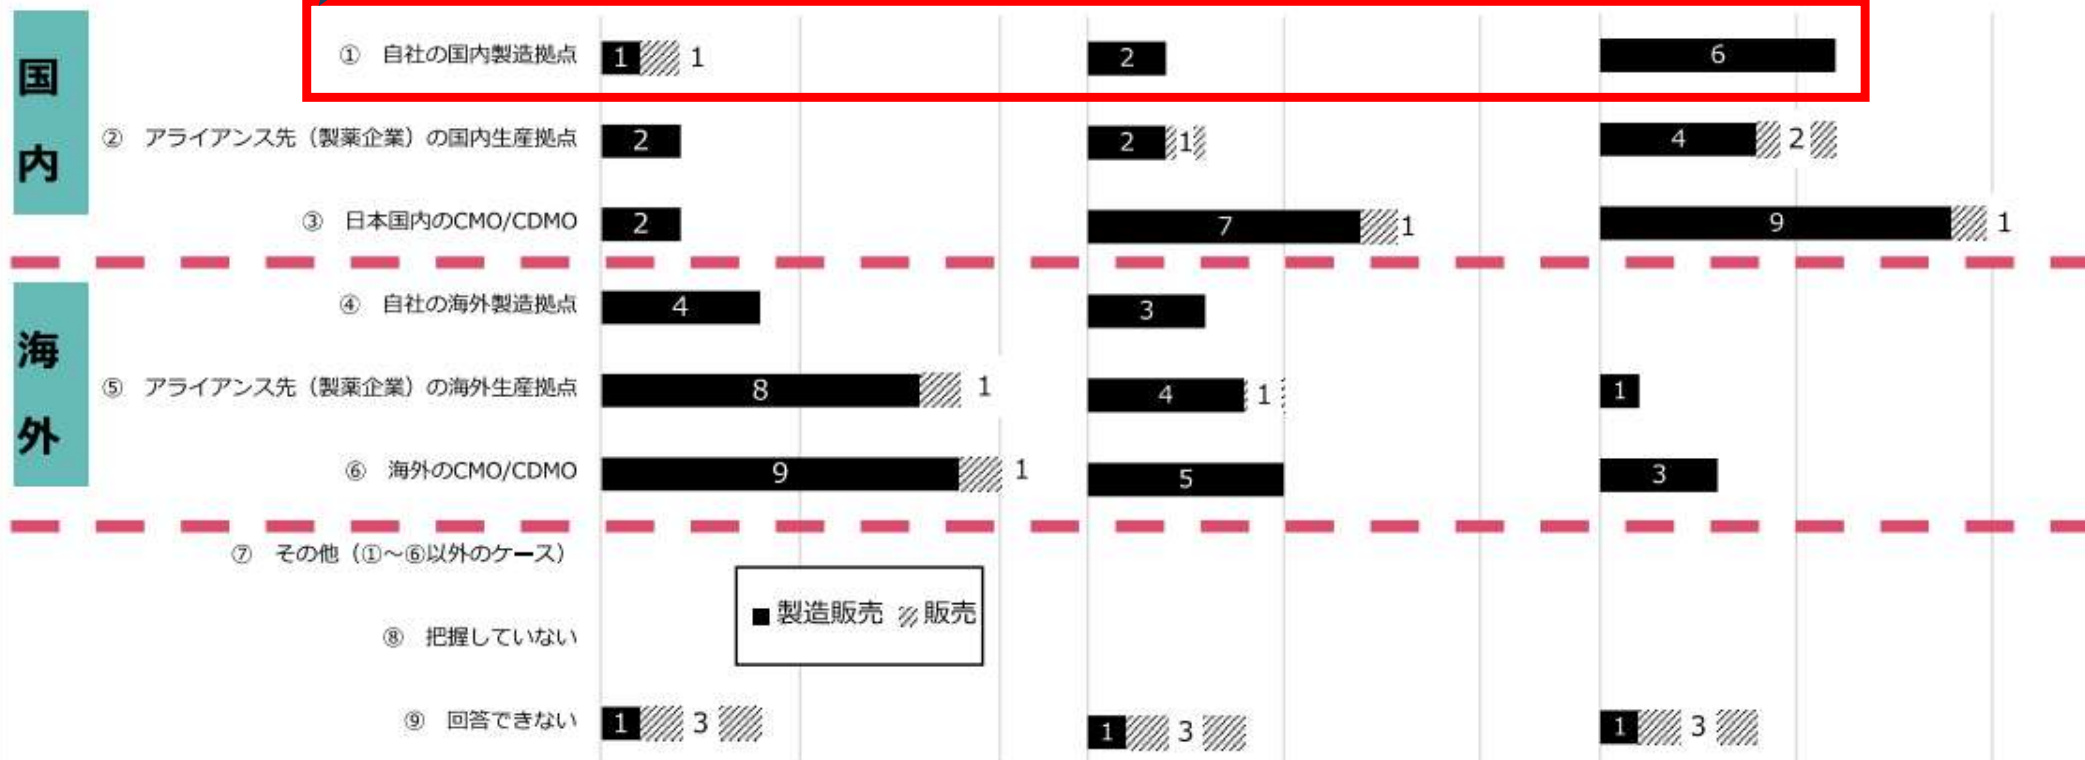 国内
① 自社の国内製造拠点 1 1 2 6
② アライアンス先（製薬企業）の国内生産拠点 2 2 1 4 2
③ 日本国内のCMO/CDMO 2 7 1 9 1
海外
④ 自社の海外製造拠点 4 3
⑤ アライアンス先（製薬企業）の海外生産拠点 8 1 4 1 1
⑥ 海外のCMO/CDMO 9 1 5 3
⑦ その他（①～⑥以外のケース）
■製造販売 販売
⑧ 把握していない
⑨ 回答できない 1 3 1 3 1 3